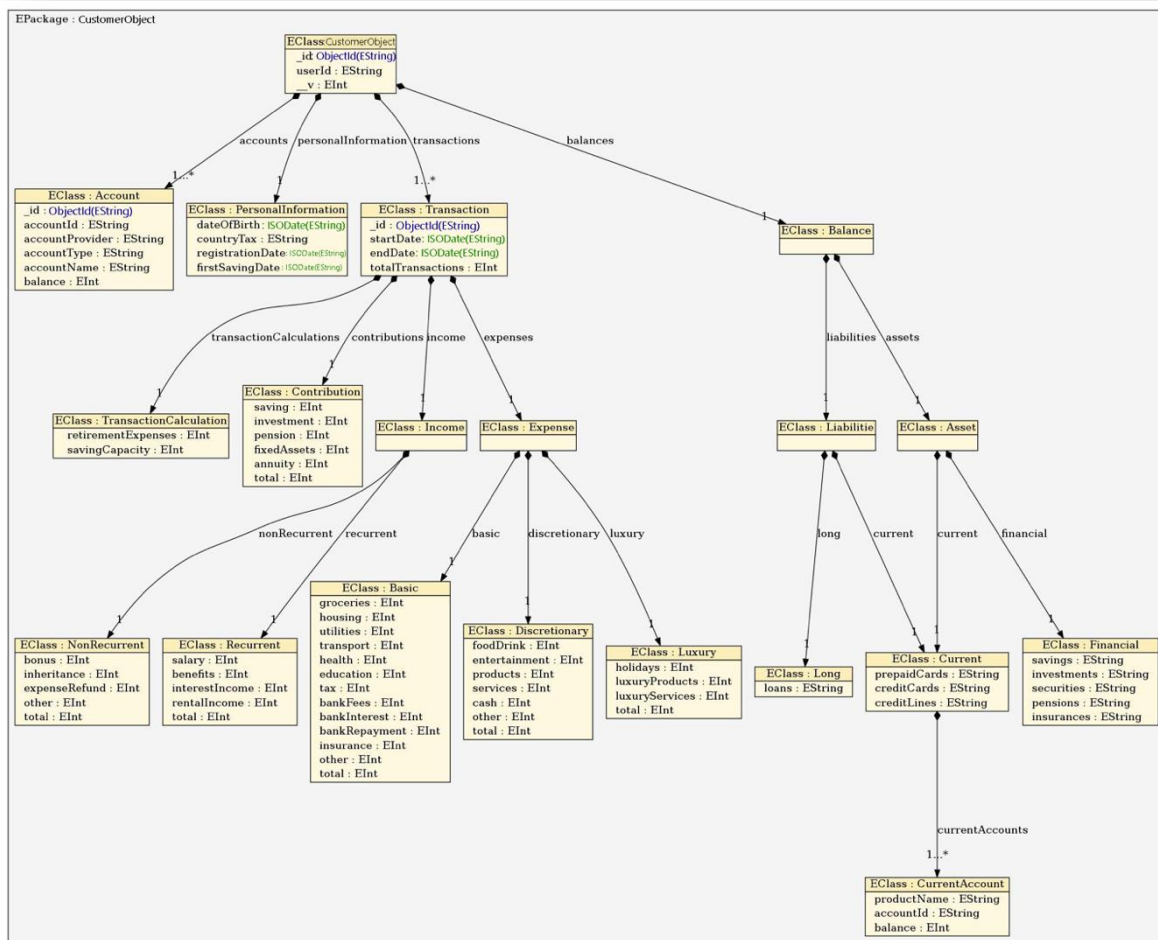 EPackage : CustomerObject
EClass:CustomerObject
_id: ObjectId(EString)
userId : EString
__v : EInt
accounts
personalInformation
transactions
balances
1...*
1
1...*
1
EClass : Account
_id : ObjectId(EString)
accountId : EString
accountProvider : EString
accountType : EString
accountName : EString
balance : EInt
EClass : PersonalInformation
dateOfBirth : ISODate(EString)
countryTax : EString
registrationDate : ISODate(EString)
firstSavingDate : ISODate(EString)
EClass : Transaction
_id : ObjectId(EString)
startDate : ISODate(EString)
endDate : ISODate(EString)
totalTransactions : EInt
EClass : Balance
transactionCalculations
contributions
income
expenses
liabilities
assets
1
1
1
1
1
1
EClass : TransactionCalculation
retirementExpenses : EInt
savingCapacity : EInt
EClass : Contribution
saving : EInt
investment : EInt
pension : EInt
fixedAssets : EInt
annuity : EInt
total : EInt
EClass : Income
EClass : Expense
EClass : Liabilitie
EClass : Asset
nonRecurrent
recurrent
basic
discretionary
luxury
long
current
current
financial
1
1
1
1
1
1
1
1
1
EClass : NonRecurrent
bonus : EInt
inheritance : EInt
expenseRefund : EInt
other : EInt
total : EInt
EClass : Recurrent
salary : EInt
benefits : EInt
interestIncome : EInt
rentalIncome : EInt
total : EInt
EClass : Basic
groceries : EInt
housing : EInt
utilities : EInt
transport : EInt
health : EInt
education : EInt
tax : EInt
bankFees : EInt
bankInterest : EInt
bankRepayment : EInt
insurance : EInt
other : EInt
total : EInt
EClass : Discretionary
foodDrink : EInt
entertainment : EInt
products : EInt
services : EInt
cash : EInt
other : EInt
total : EInt
EClass : Luxury
holidays : EInt
luxuryProducts : EInt
luxuryServices : EInt
total : EInt
EClass : Long
loans : EString
EClass : Current
prepaidCards : EString
creditCards : EString
creditLines : EString
EClass : Financial
savings : EString
investments : EString
securities : EString
pensions : EString
insurances : EString
currentAccounts
1...*
EClass : CurrentAccount
productName : EString
accountId : EString
balance : EInt